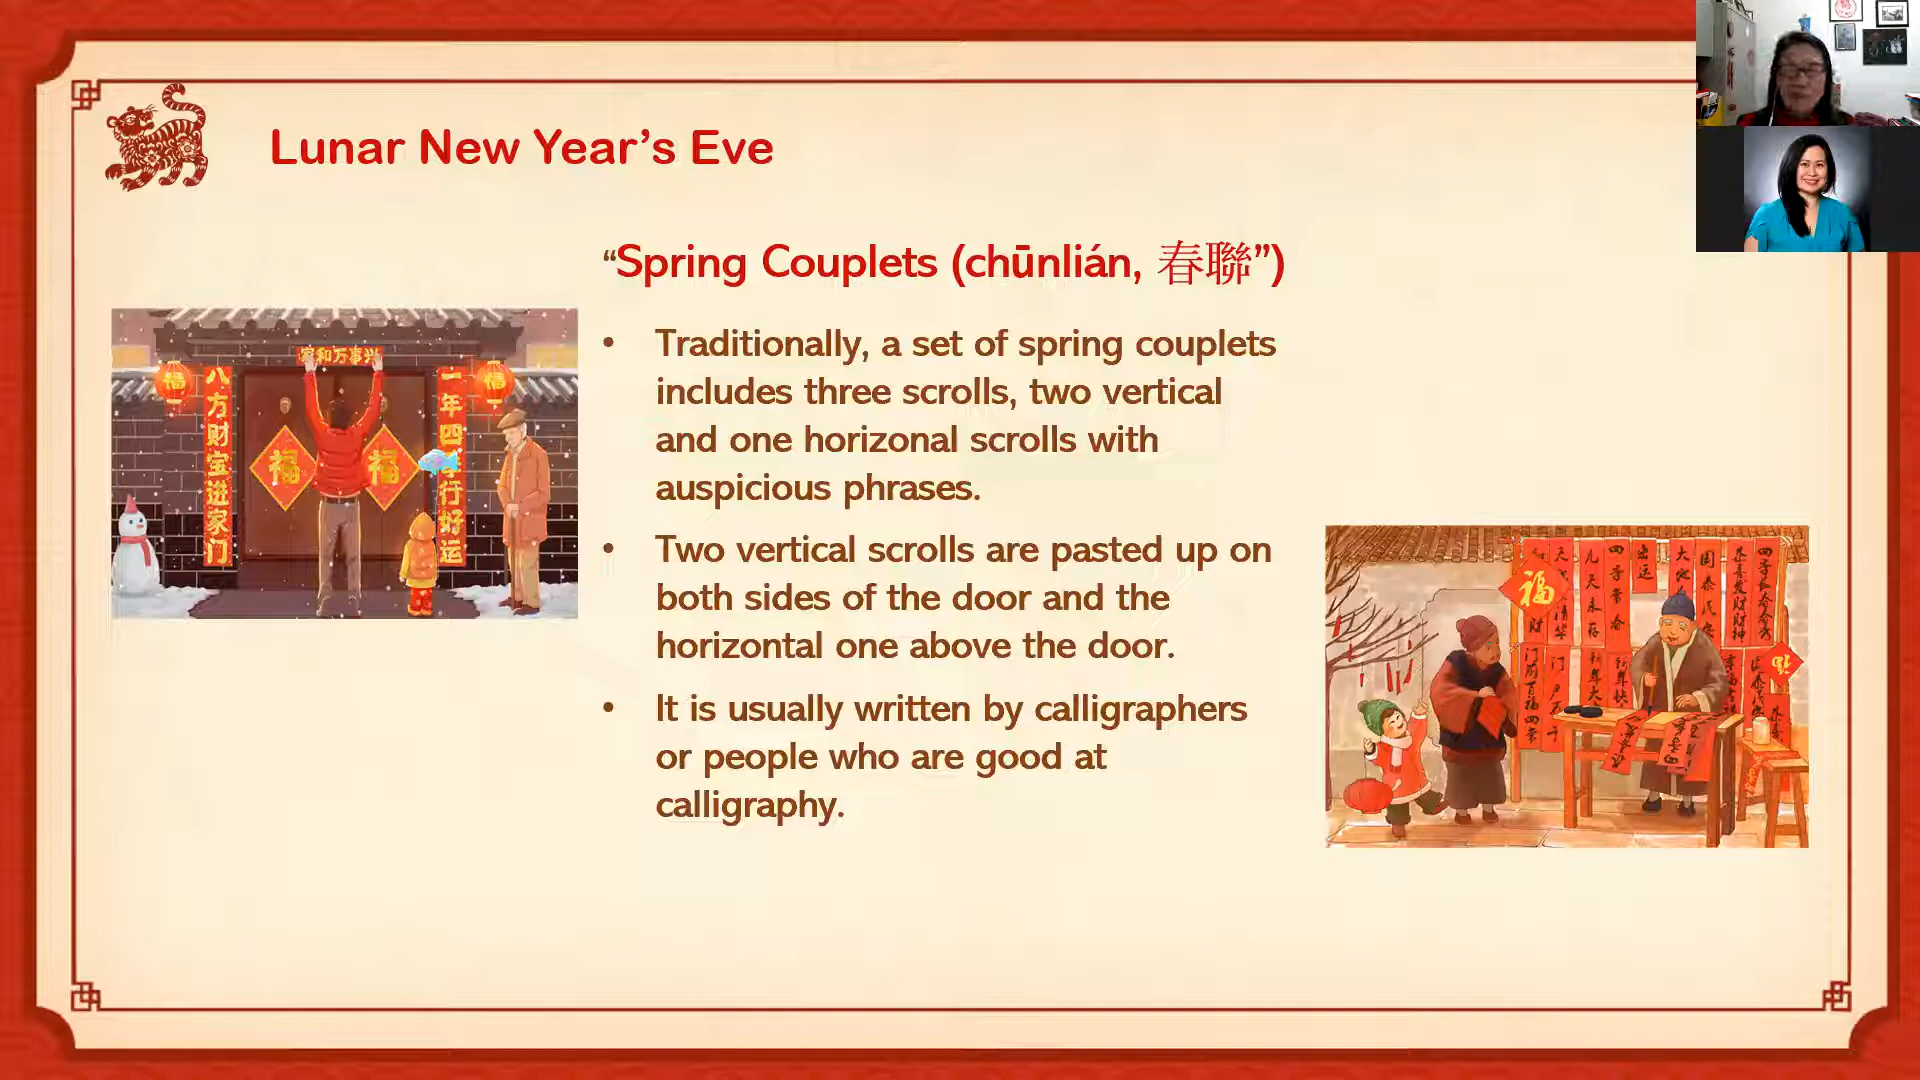 Lunar New Year’s Eve
“Spring Couplets (chūnlián, 春聯”)
• Traditionally, a set of spring couplets
includes three scrolls, two vertical
and one horizonal scrolls with
auspicious phrases.
• Two vertical scrolls are pasted up on
both sides of the door and the
horizontal one above the door.
• It is usually written by calligraphers
or people who are good at
calligraphy.
家和万事兴
八方财宝进家门
一年四行好运
福
福
福
福
福